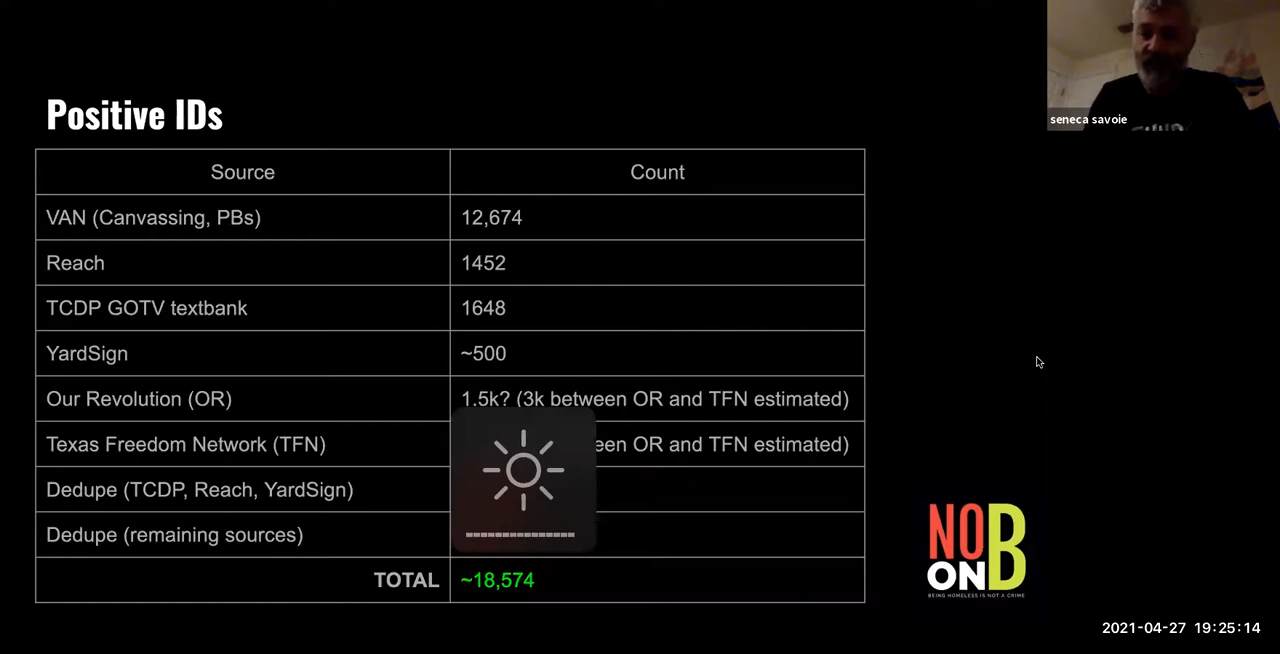 Positive IDs
seneca savoie
Source Count
VAN (Canvassing, PBs) 12,674
Reach 1452
TCDP GOTV textbank 1648
YardSign ~500
Our Revolution (OR) 1.5k? (3k between OR and TFN estimated)
Texas Freedom Network (TFN) een OR and TFN estimated)
Dedupe (TCDP, Reach, YardSign)
Dedupe (remaining sources)
TOTAL ~18,574
NO
ON B
BEING HOMELESS IS NOT A CRIME
2021-04-27 19:25:14